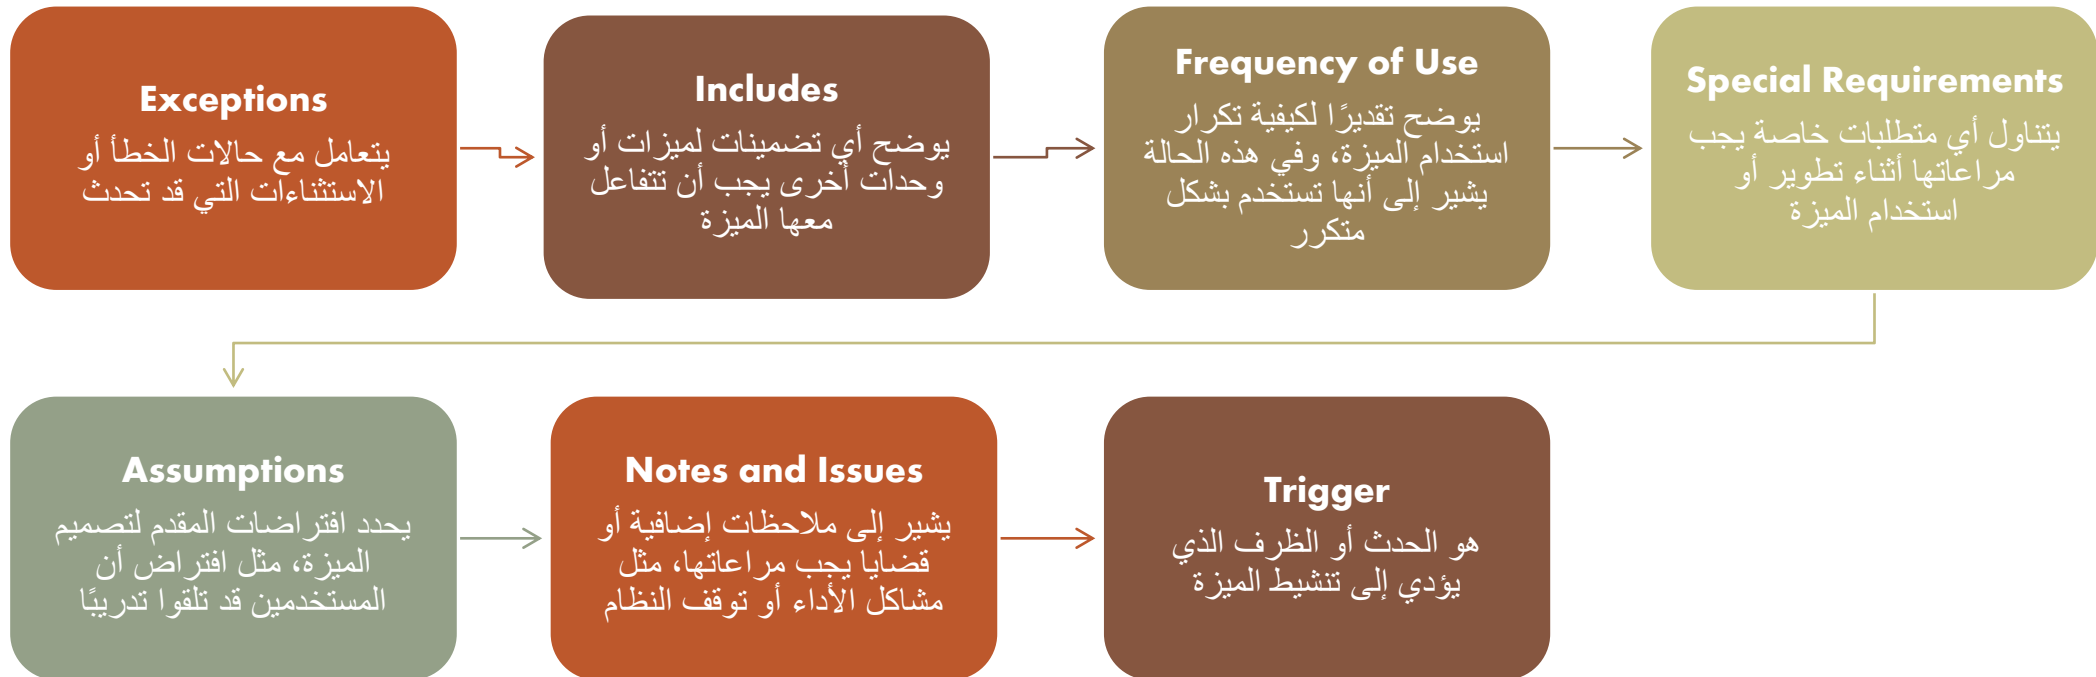 Exceptions
يتعامل مع حالات الخطأ أو
الاستثناءات التي قد تحدث
Includes
يوضح أي تضمينات لميزات أو
وحدات أخرى يجب أن تتفاعل
معها الميزة
Frequency of Use
يوضح تقديرًا لكيفية تكرار
استخدام الميزة، وفي هذه الحالة
يشير إلى أنها تستخدم بشكل
متكرر
Special Requirements
يتناول أي متطلبات خاصة يجب
مراعاتها أثناء تطوير أو
استخدام الميزة
Assumptions
يحدد افتراضات المقدم لتصميم
الميزة، مثل افتراض أن
المستخدمين قد تلقوا تدريبًا
Notes and Issues
يشير إلى ملاحظات إضافية أو
قضايا يجب مراعاتها، مثل
مشاكل الأداء أو توقف النظام
Trigger
هو الحدث أو الظرف الذي
يؤدي إلى تنشيط الميزة